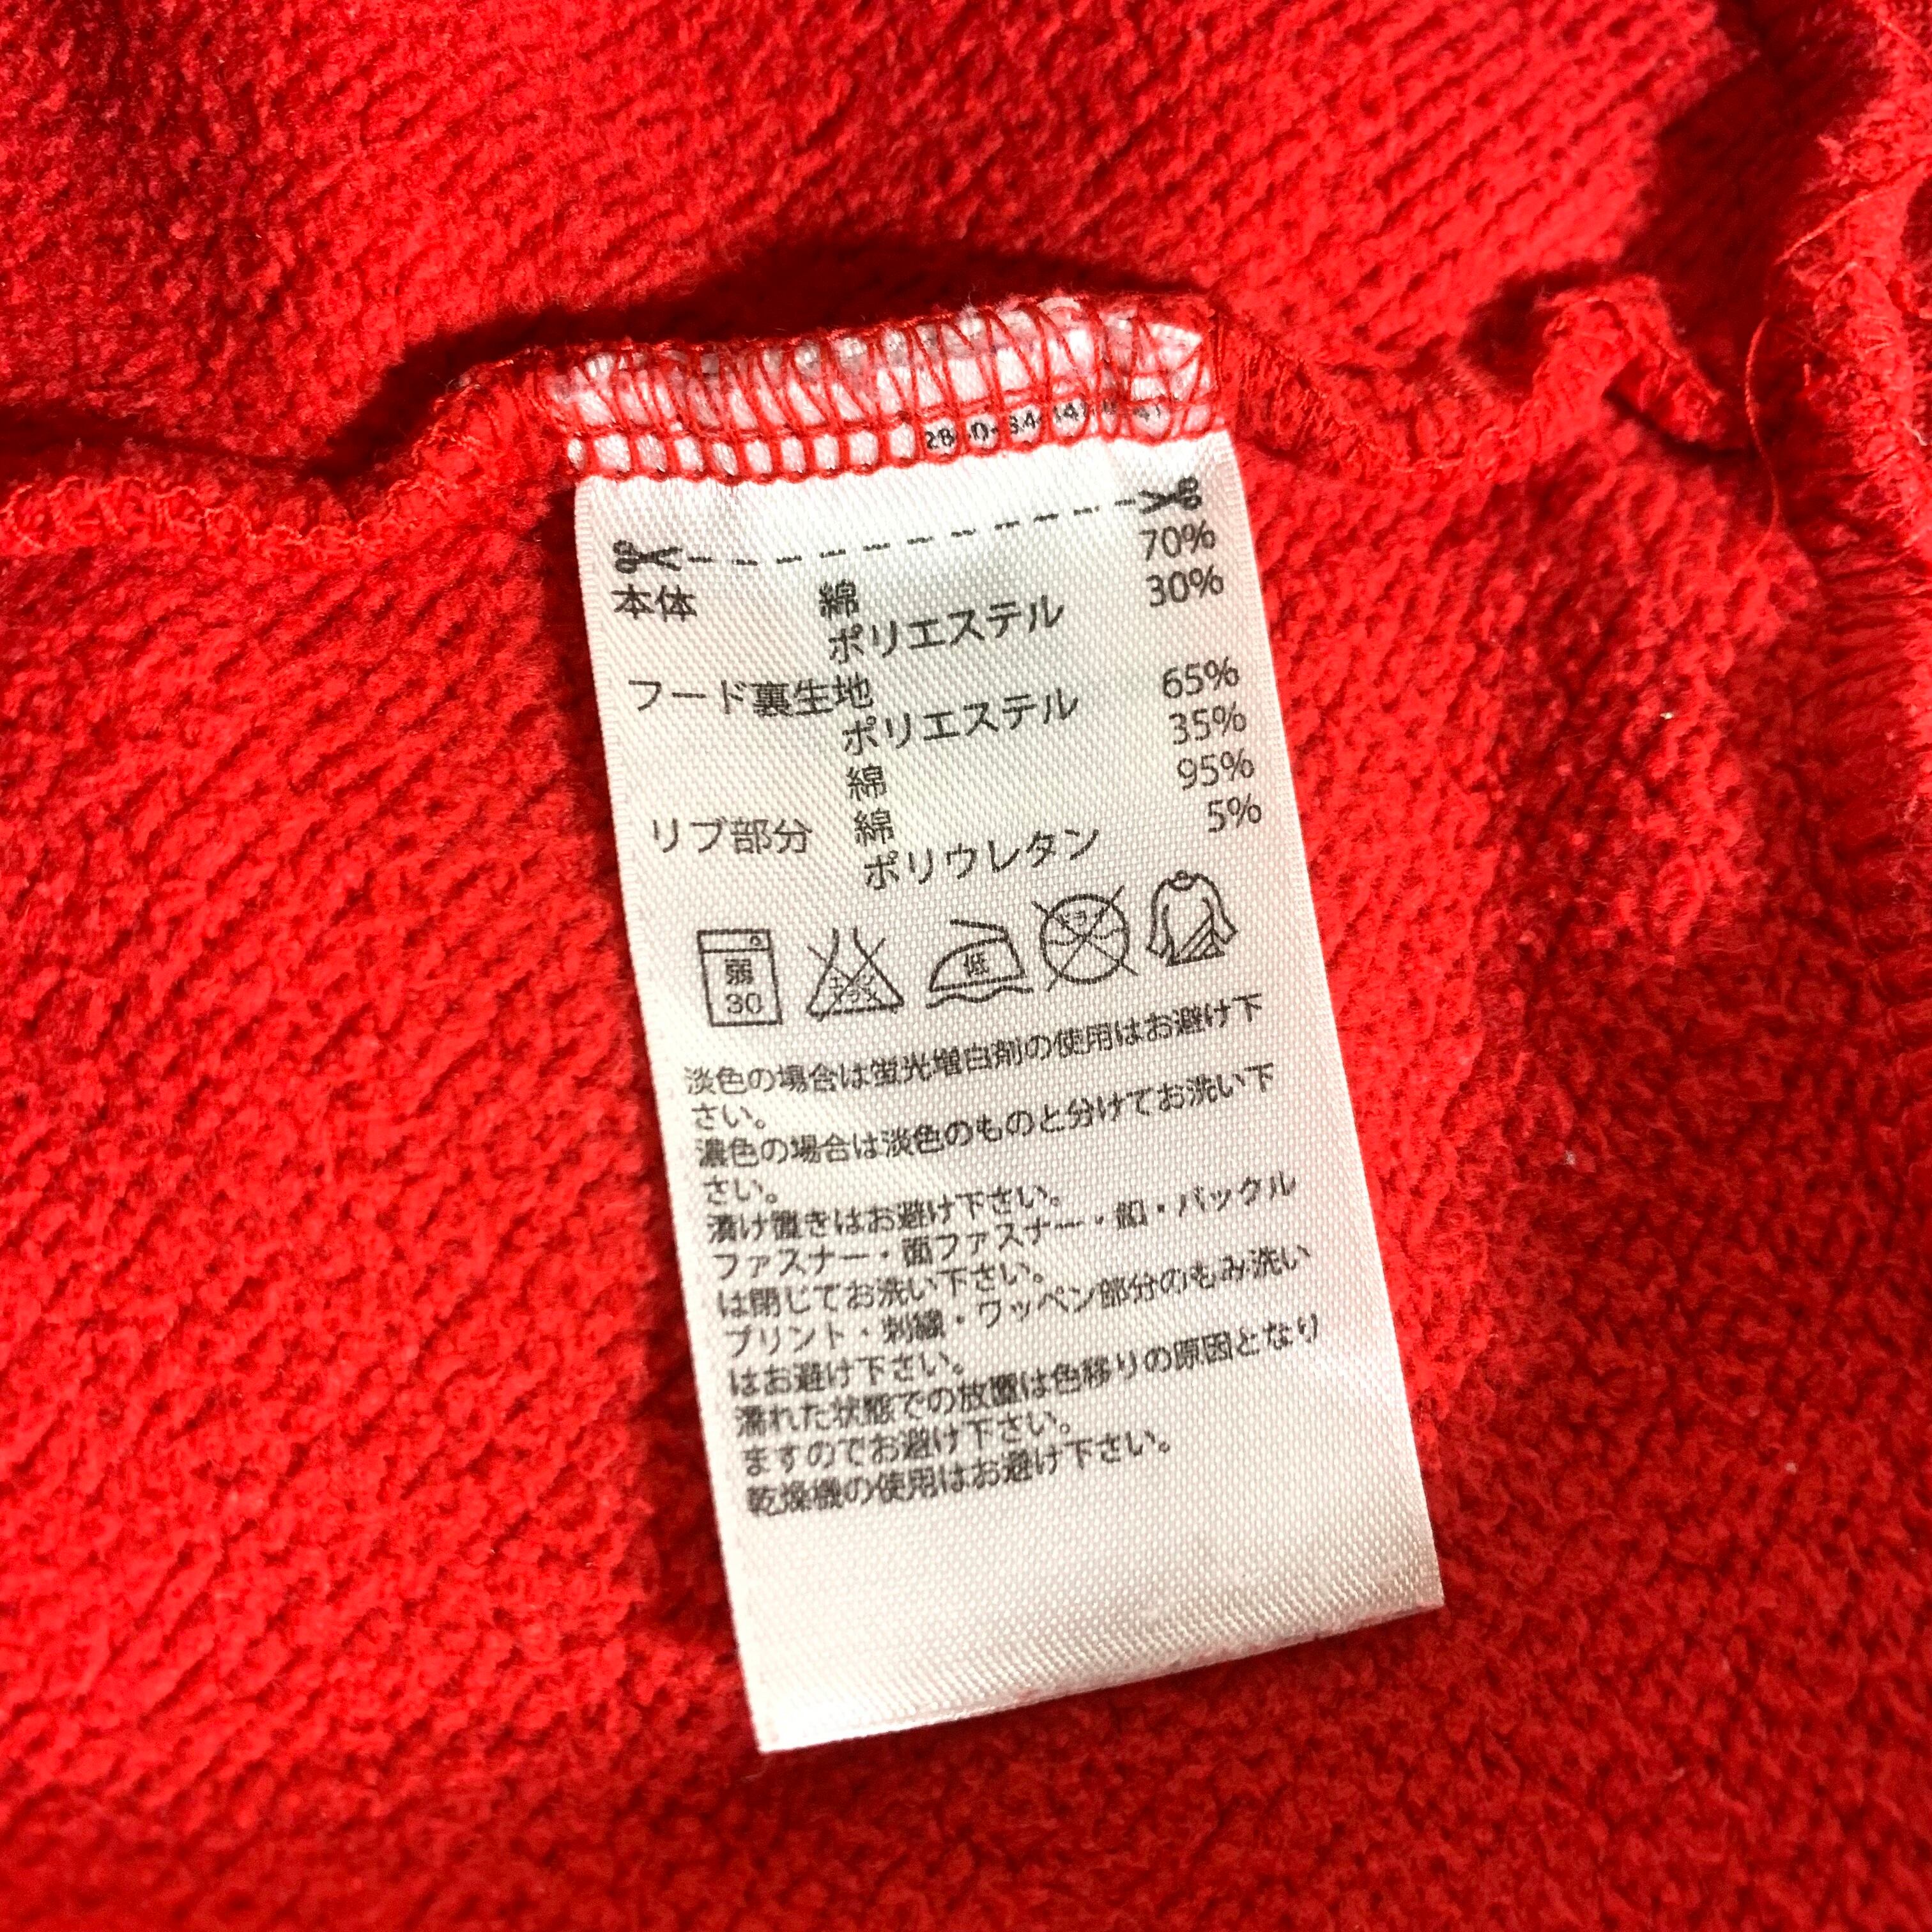 本体 綿 70%
ポリエステル 30%
フード裏生地
ポリエステル 65%
綿 35%
リブ部分 綿 95%
ポリウレタン 5%
弱 30 低
淡色の場合は蛍光増白剤の使用はお避け下
さい。
濃色の場合は淡色のものと分けてお洗い下
さい。
漬け置きはお避け下さい。
ファスナー・面ファスナー・釦・バックル
は閉じてお洗い下さい。
プリント・刺繍・ワッペン部分のもみ洗い
はお避け下さい。
濡れた状態での放置は色移りの原因となり
ますのでお避け下さい。
乾燥機の使用はお避け下さい。